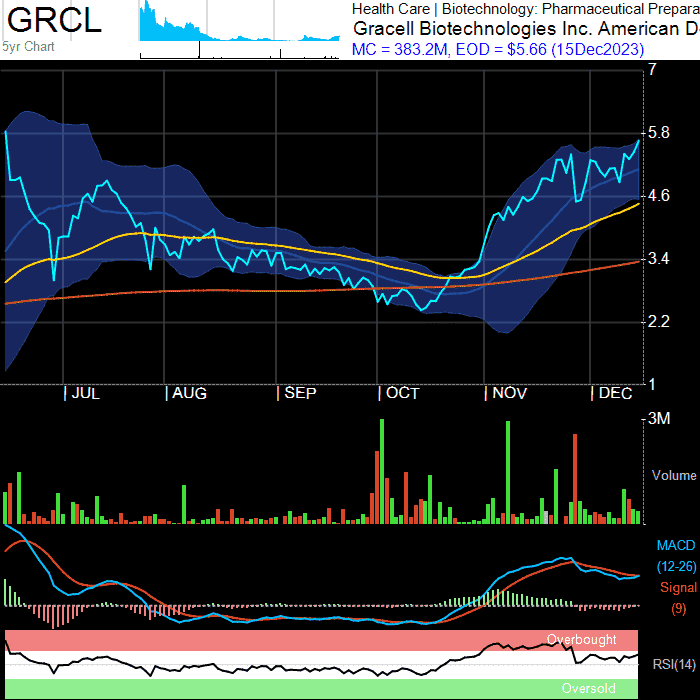 GRCL
5yr Chart
Health Care | Biotechnology: Pharmaceutical Prepara
Gracell Biotechnologies Inc. American D
MC = 383.2M, EOD = $5.66 (15Dec2023)
7
5.8
4.6
3.4
2.2
1
| JUL | AUG | SEP | OCT | NOV | DEC
3M
Volume
MACD
(12-26)
Signal
(9)
Overbought
RSI(14)
Oversold